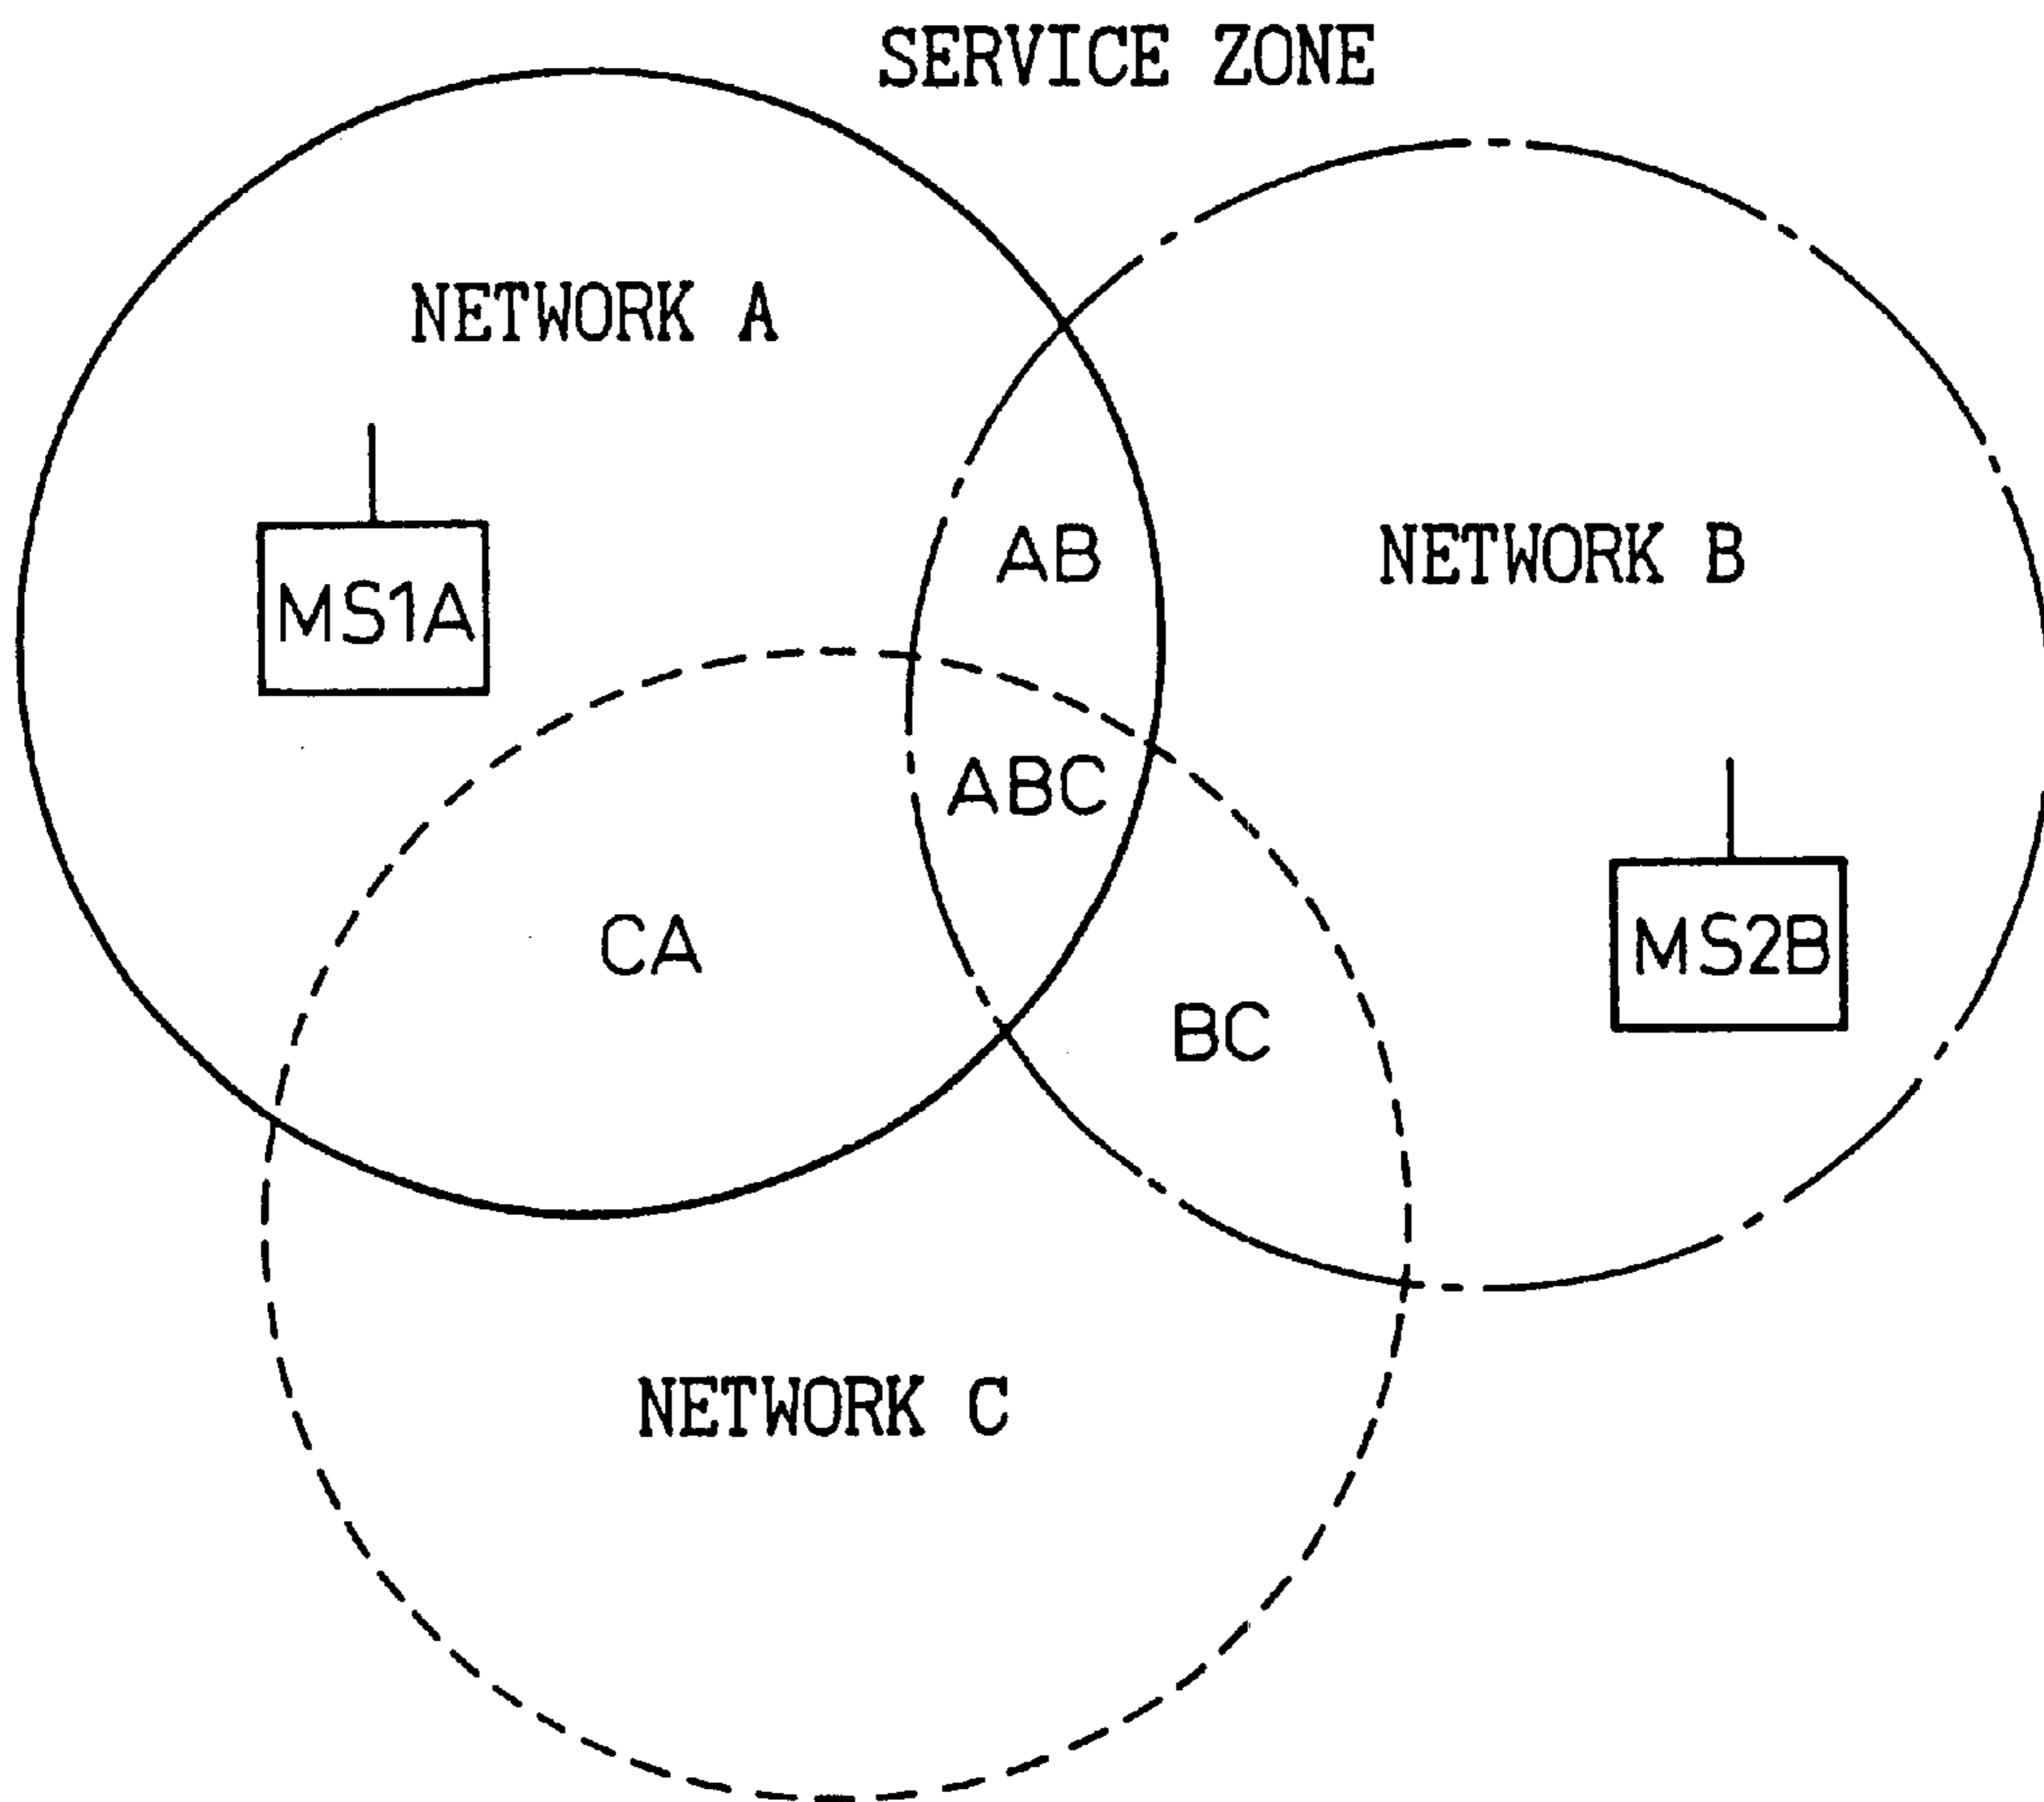 SERVICE ZONE
NETWORK A
AB
NETWORK B
MS1A
ABC
CA
MS2B
BC
NETWORK C